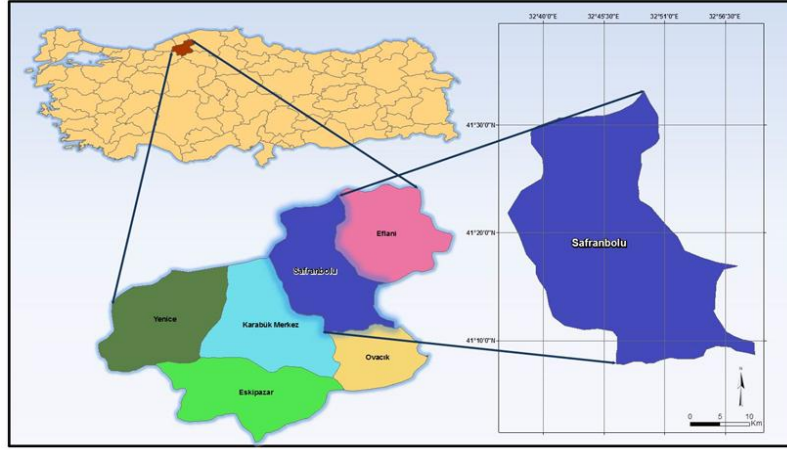 32°40'0"E
32°45'30"E
32°51'0"E
32°56'30"E
41°30'0"N
41°20'0"N
41°10'0"N
Safranbolu
Eflani
Safranbolu
Yenice
Karabük Merkez
Ovacık
Eskipazar
N
0 5 10
Km